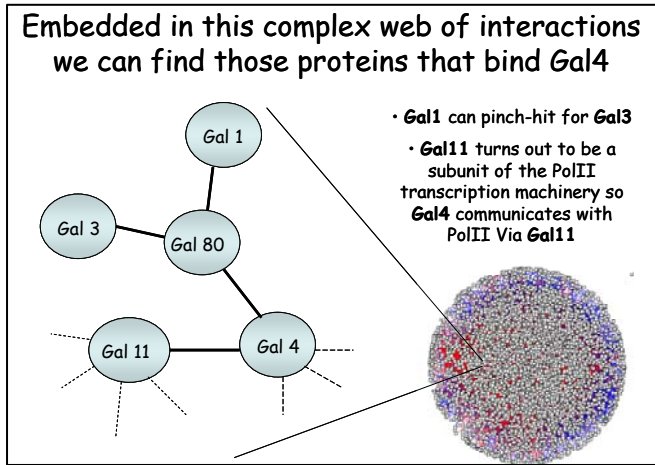 Embedded in this complex web of interactions
we can find those proteins that bind Gal4
Gal 1
Gal 3
Gal 80
Gal 11
Gal 4
• Gal1 can pinch-hit for Gal3
• Gal11 turns out to be a
subunit of the PolII
transcription machinery so
Gal4 communicates with
PolII Via Gal11